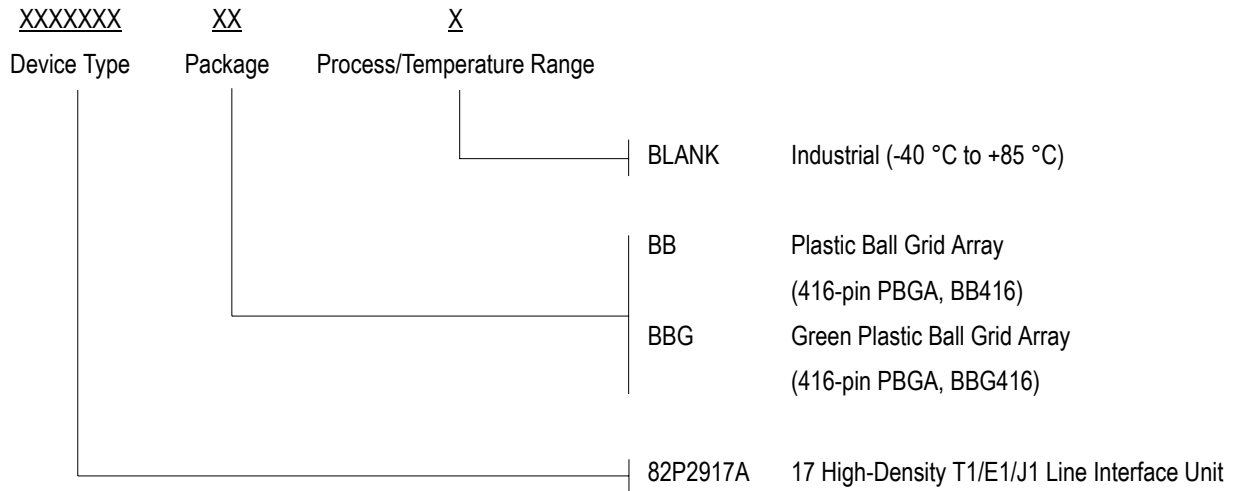 XXXXXXX XX X
Device Type Package Process/Temperature Range
BLANK Industrial (-40 °C to +85 °C)
BB Plastic Ball Grid Array
(416-pin PBGA, BB416)
BBG Green Plastic Ball Grid Array
(416-pin PBGA, BBG416)
82P2917A 17 High-Density T1/E1/J1 Line Interface Unit